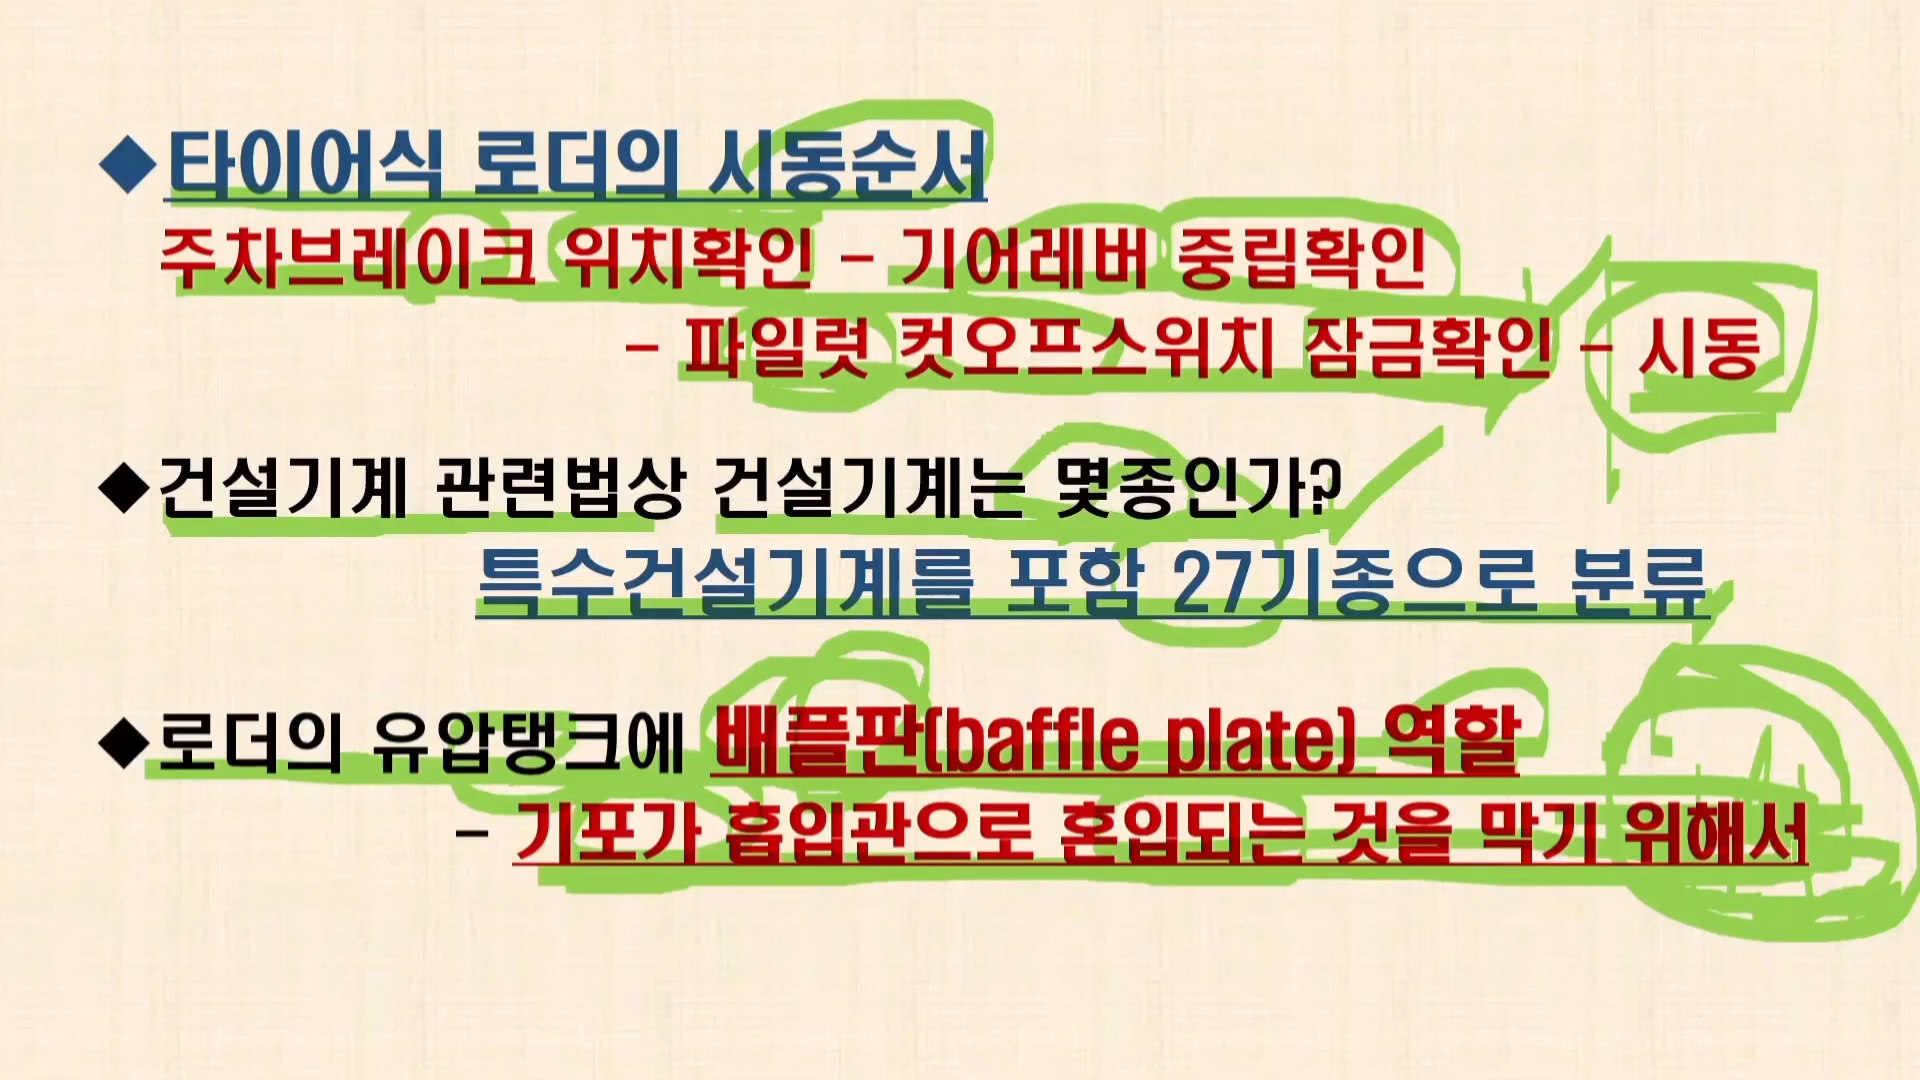 ◆타이어식 로더의 시동순서
주차브레이크 위치확인 - 기어레버 중립확인
- 파일럿 컷오프스위치 잠금확인 - 시동
◆건설기계 관련법상 건설기계는 몇종인가?
특수건설기계를 포함 27기종으로 분류
◆로더의 유압탱크에 배플판(baffle plate) 역할
- 기포가 흡입관으로 혼입되는 것을 막기 위해서